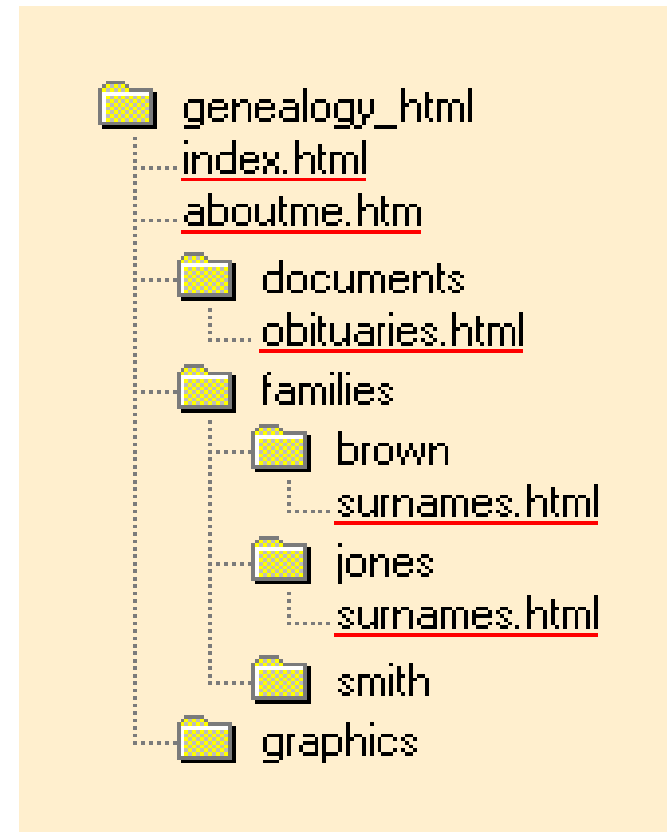 genealogy_html
index.html
aboutme.htm
documents
obituaries.html
families
brown
surnames.html
jones
surnames.html
smith
graphics